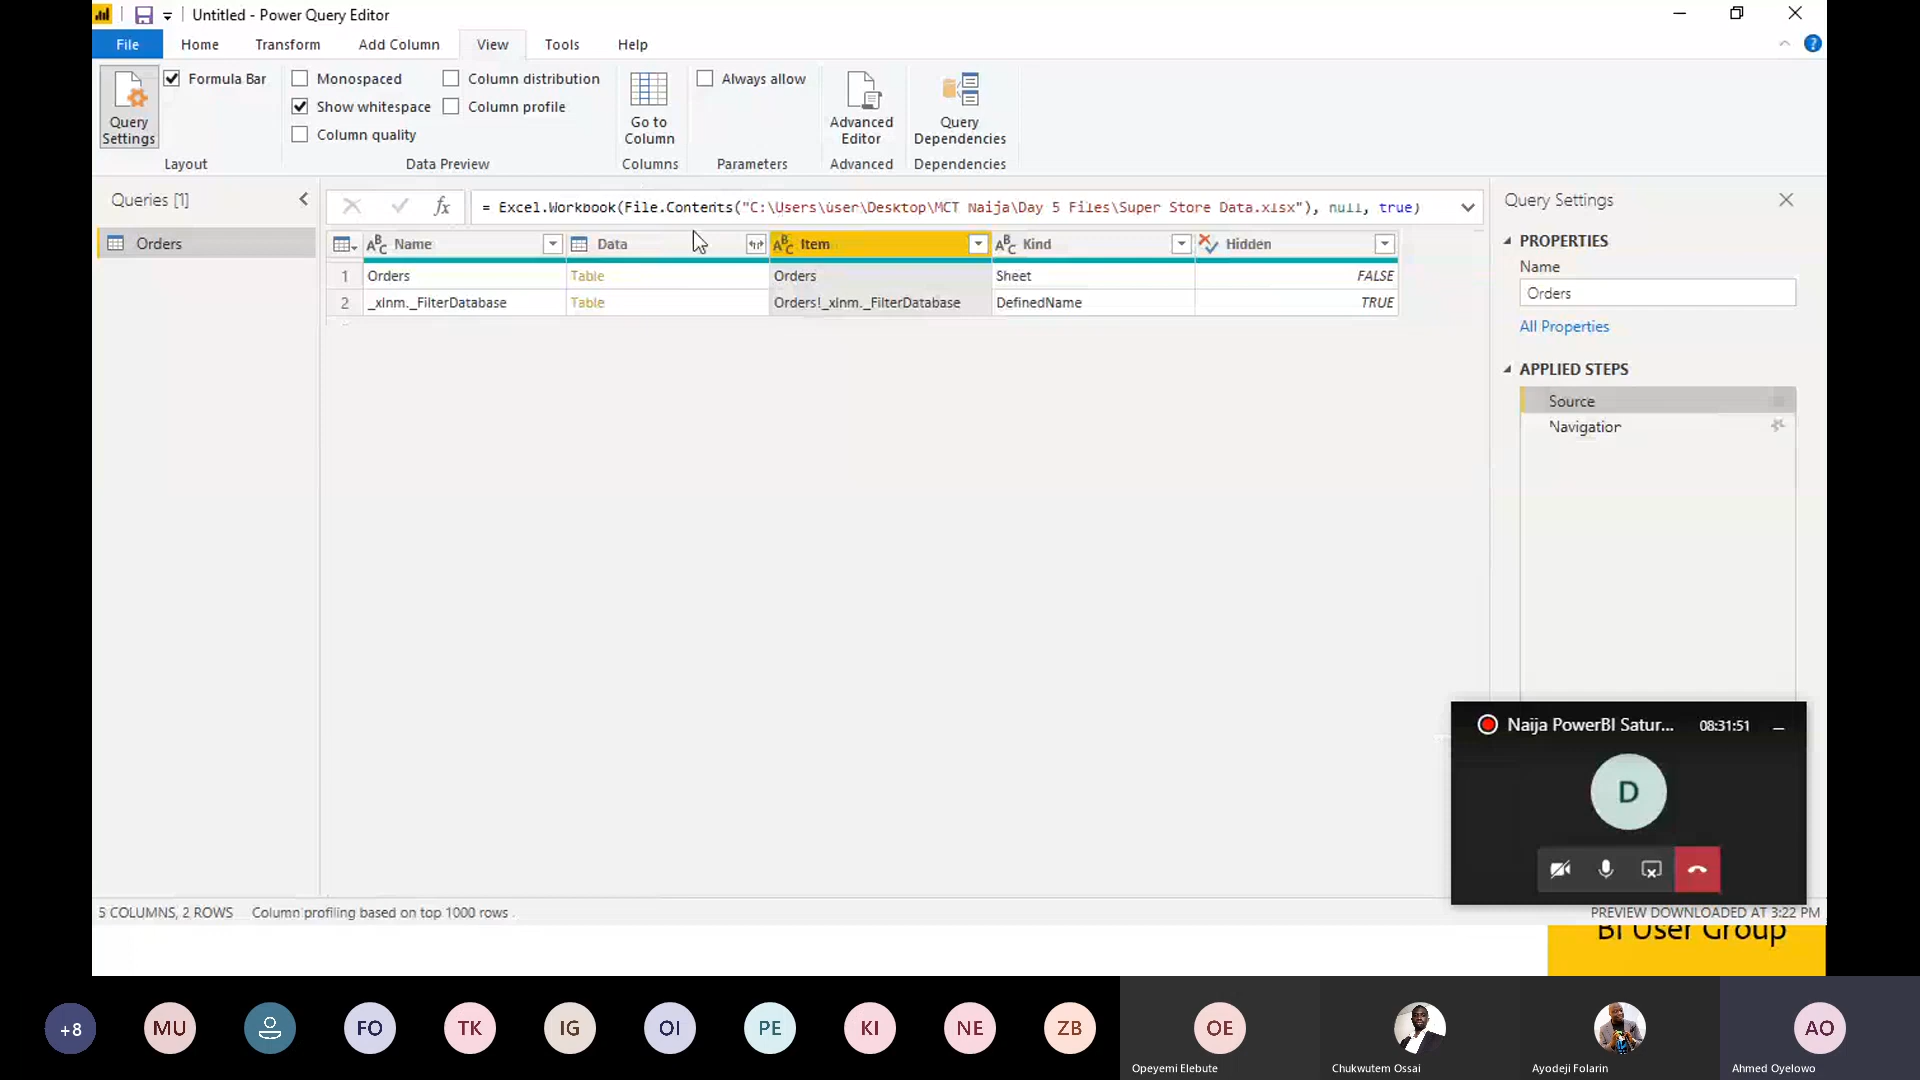 Untitled - Power Query Editor
File Home Transform Add Column View Tools Help
Query Settings
Formula Bar
Layout
Monospaced
Show whitespace
Column quality
Column distribution
Column profile
Data Preview
Go to Column
Columns
Always allow
Parameters
Advanced Editor
Advanced
Query Dependencies
Dependencies
Queries [1]
Orders
fx
= Excel.Workbook(File.Contents("C:\Users\user\Desktop\MCT Naija\Day 5 Files\Super Store Data.xlsx"), null, true)
Name Data Item Kind Hidden
1 Orders Table Orders Sheet FALSE
2 _xlnm._FilterDatabase Table Orders!_xlnm._FilterDatabase DefinedName TRUE
Query Settings
PROPERTIES
Name
Orders
All Properties
APPLIED STEPS
Source
Navigation
Naija PowerBI Satur... 08:31:51
D
5 COLUMNS, 2 ROWS Column profiling based on top 1000 rows
PREVIEW DOWNLOADED AT 3:22 PM
BI User Group
+8 MU FO TK IG OI PE KI NE ZB OE AO
Opeyemi Elebute Chukwutem Ossai Ayodeji Folarin Ahmed Oyelowo